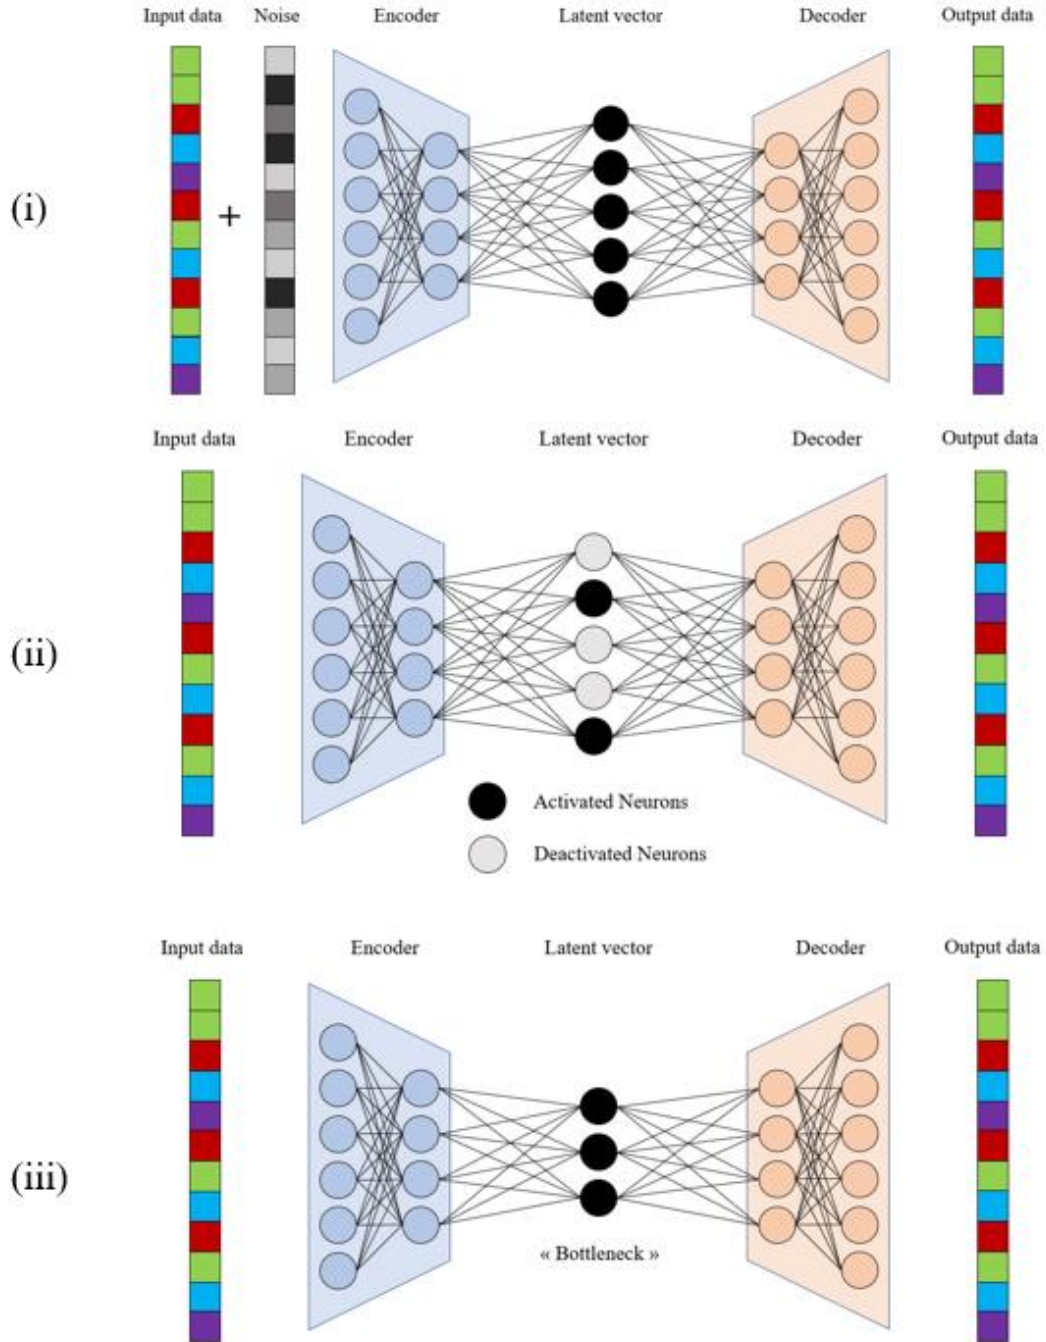 Input data Noise Encoder Latent vector Decoder Output data
(i) +
Input data Encoder Latent vector Decoder Output data
(ii)
Activated Neurons
Deactivated Neurons
Input data Encoder Latent vector Decoder Output data
(iii)
« Bottleneck »